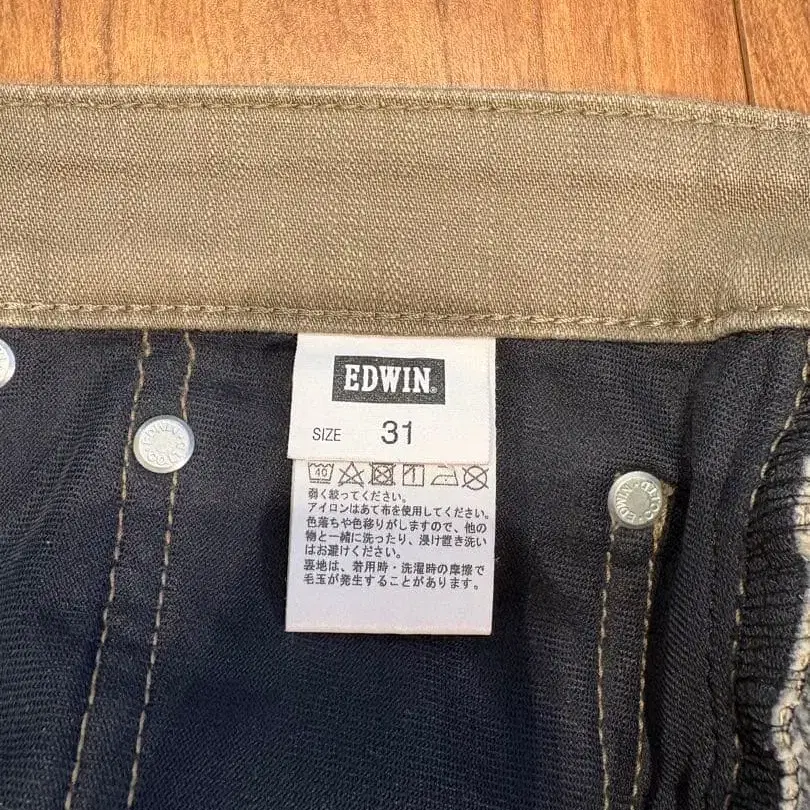 EDWIN®
SIZE 31
40
弱く絞ってください。
アイロンはあて布を使用してください。
色落ちや色移りがしますので、他の
物と一緒に洗ったり、浸け置き洗い
はお避けください。
裏地は、着用時・洗濯時の摩擦で
毛玉が発生することがあります。
EDWIN
EDWIN